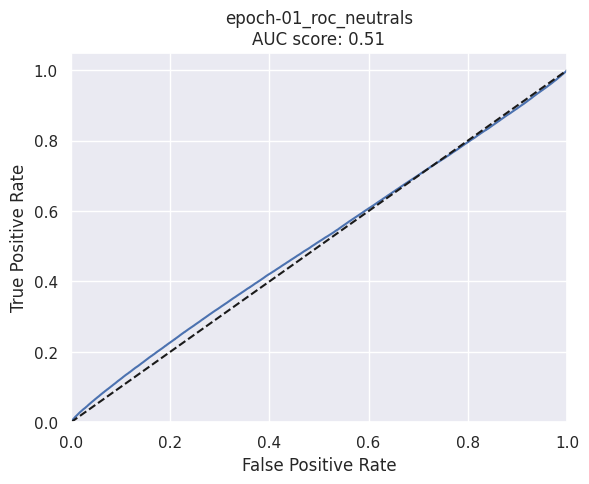 epoch-01_roc_neutrals
AUC score: 0.51
True Positive Rate
1.0
0.8
0.6
0.4
0.2
0.0
0.0 0.2 0.4 0.6 0.8 1.0
False Positive Rate